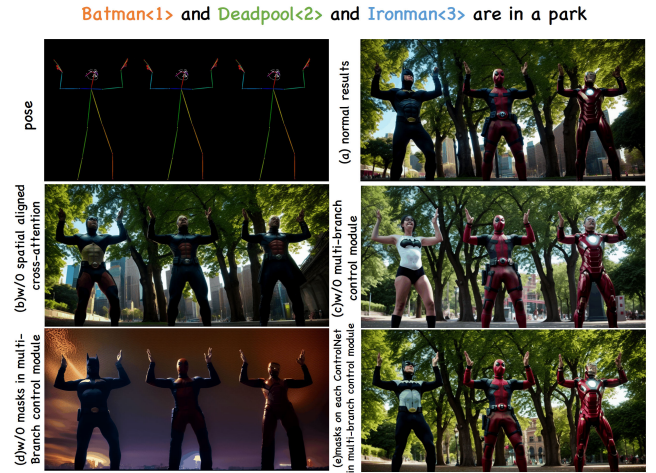 Batman<1> and Deadpool<2> and Ironman<3> are in a park
pose
(a) normal results
(b)w/O spatial aligned
cross-attention
(c)w/O multi-branch
control module
(d)w/O masks in multi-
Branch control module
(e)masks on each ControlNet
in multi-branch control module